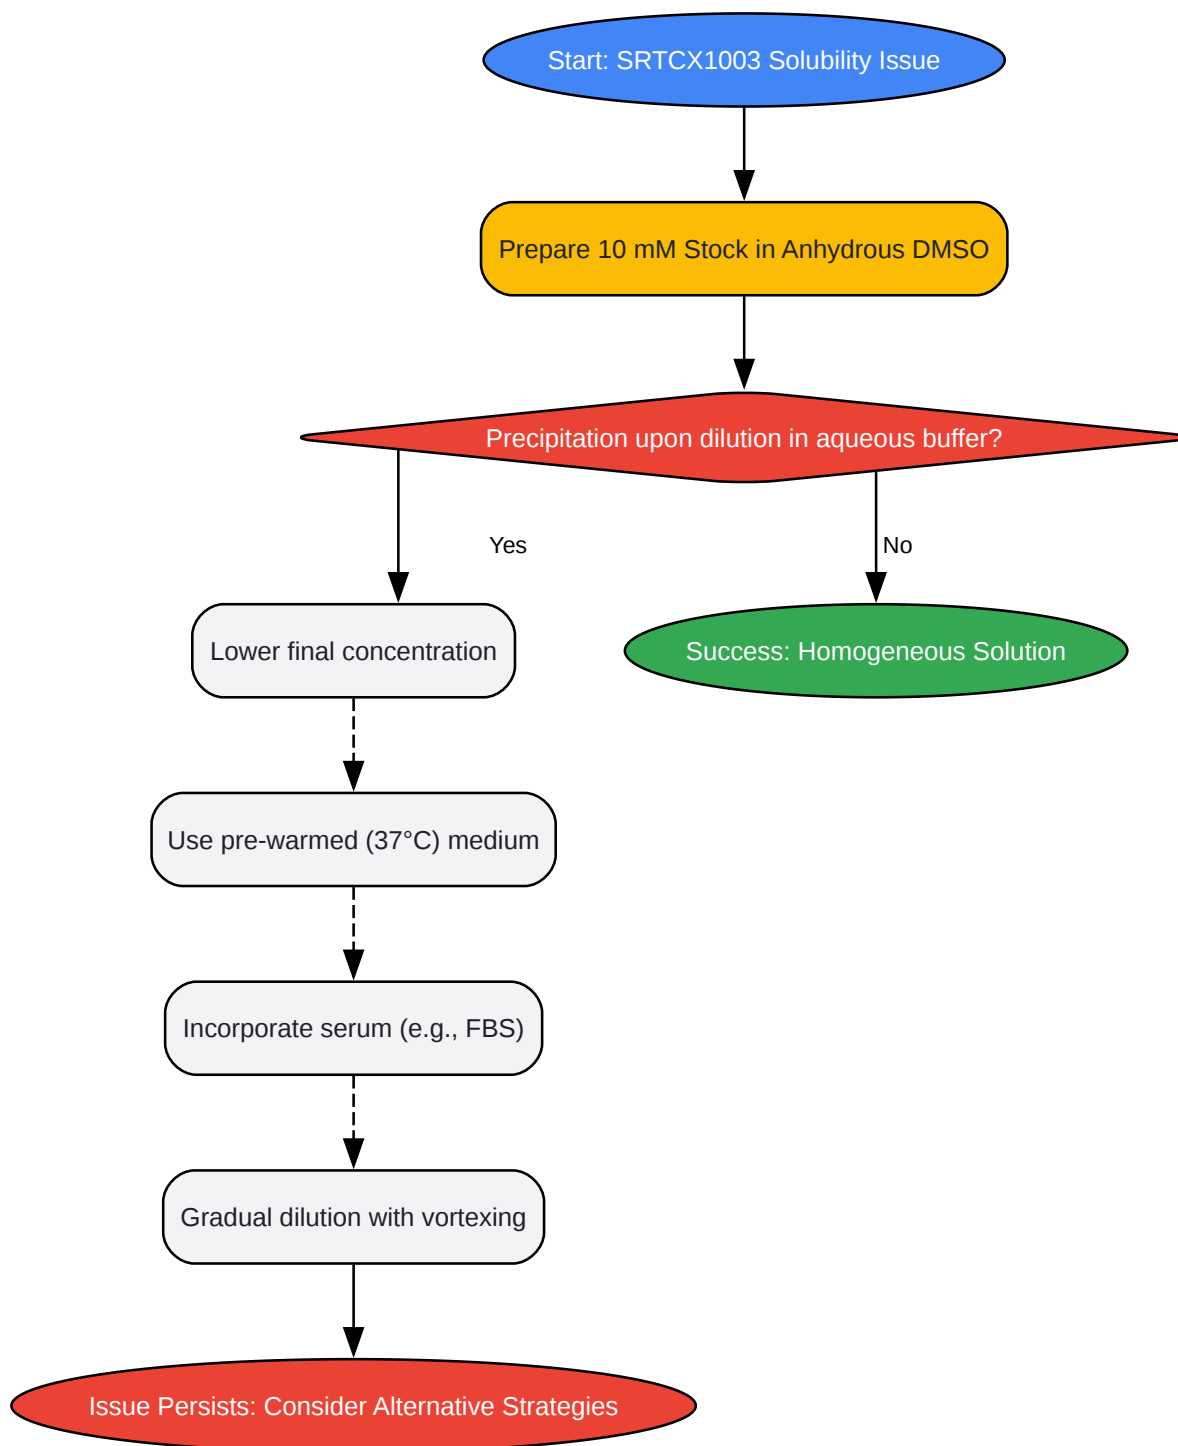 Start: SRTCX1003 Solubility Issue
Prepare 10 mM Stock in Anhydrous DMSO
Precipitation upon dilution in aqueous buffer?
Yes
No
Lower final concentration
Success: Homogeneous Solution
Use pre-warmed (37°C) medium
Incorporate serum (e.g., FBS)
Gradual dilution with vortexing
Issue Persists: Consider Alternative Strategies